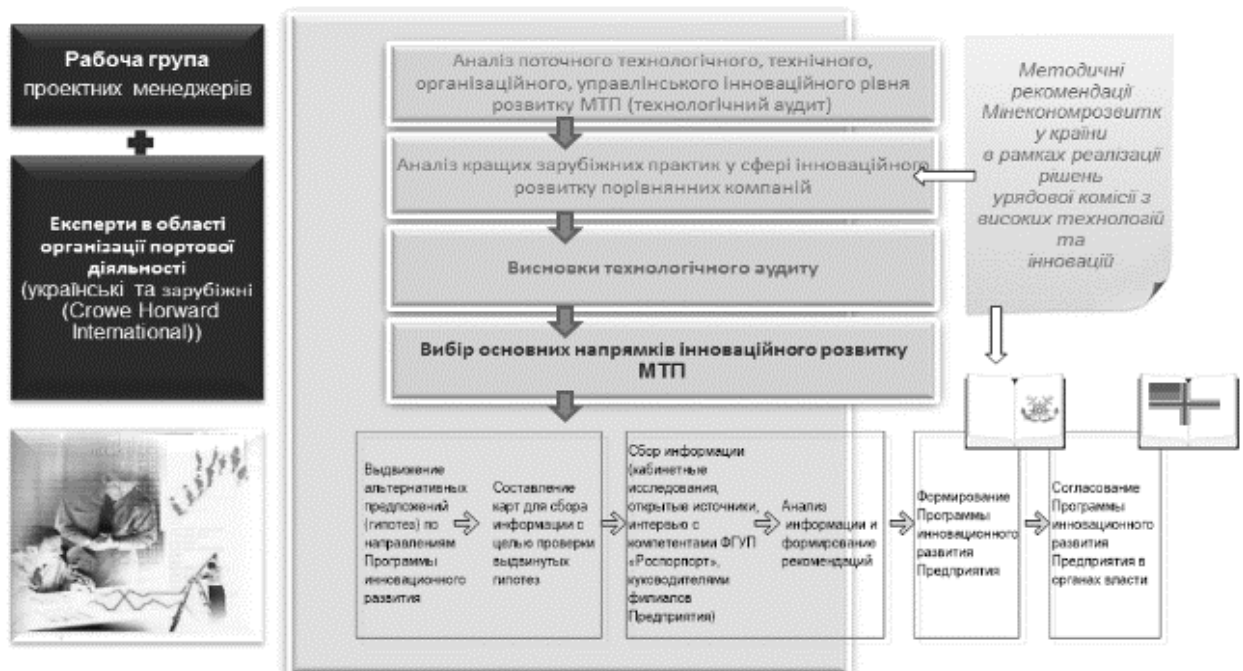 Рабоча група
проектних менеджерів
Експерти в області
організації портової
діяльності
(українські та зарубіжні
(Crowe Horward
International))
Аналіз поточного технологічного, технічного,
організаційного, управлінського інноваційного рівня
розвитку МТП (технологічний аудит)
Аналіз кращих зарубіжних практик у сфері інноваційного
розвитку порівнянних компаній
Висновки технологічного аудиту
Вибір основних напрямків інноваційного розвитку
МТП
Методичні
рекомендації
Мінекономрозвитк
у країни
в рамках реалізації
рішень
урядової комісії з
високих технологій
та
інновацій
Выдвижение
альтернативных
предложений
(гипотез) по
направлениям
Программы
инновационного
развития
Составление
карт для сбора
информации с
целью проверки
выдвинутых
гипотез
Сбор информации
(кабинетные
исследования,
открытые источники,
интервью с
компетентами ФГУП
«Роспорпорт»,
куководителями
филиалов
Предприятия)
Анализ
информации и
формирование
рекомендаций
Формирование
Программы
инновационного
развития
Предприятия
Согласование
Программы
инновационного
развития
Предприятия в
органах власти